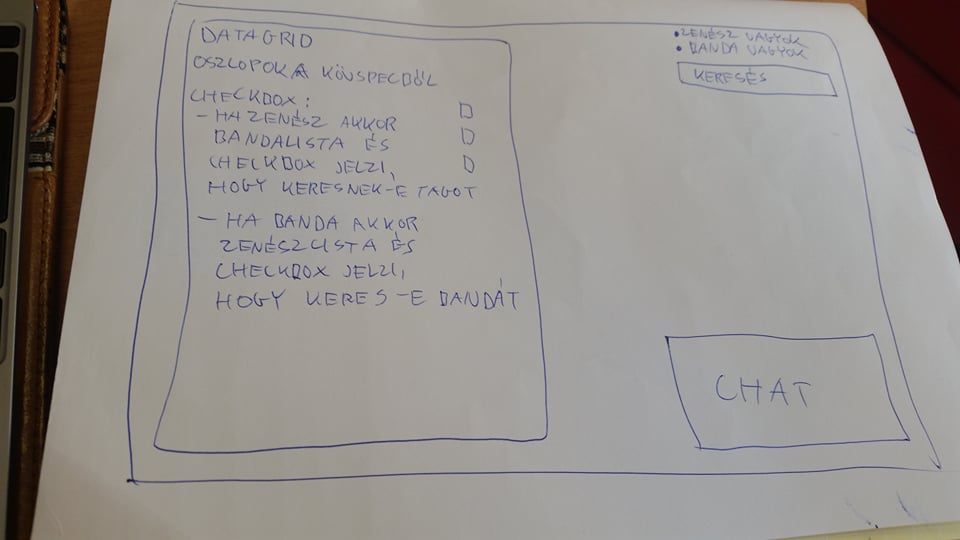 DATAGRID
OSZLOPOK A KÖVSPECBŐL
CHECKBOX:
- HA ZENÉSZ AKKOR
BANDALISTA ÉS
CHECKBOX JELZI,
HOGY KERESNEK-E TAGOT
- HA BANDA AKKOR
ZENÉSZLISTA ÉS
CHECKBOX JELZI,
HOGY KERES-E BANDÁT
• ZENÉSZ VAGYOK
• BANDA VAGYOK
KERESÉS
CHAT